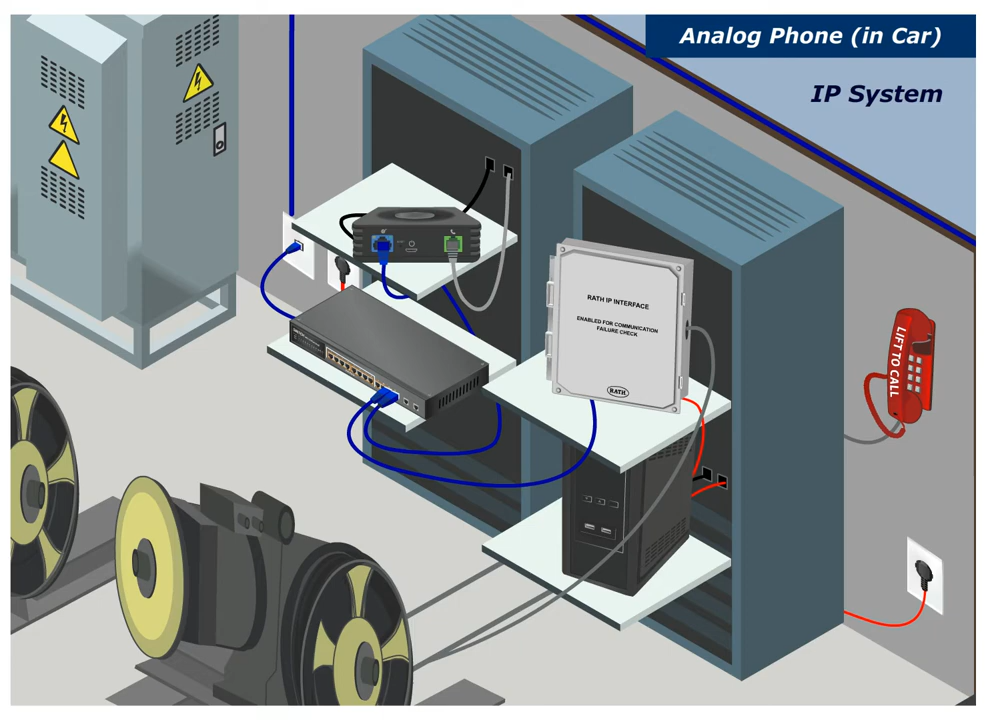 Analog Phone (in Car)
IP System
RATH IP INTERFACE
ENABLED FOR COMMUNICATION
FAILURE CHECK
RATH
LIFT TO CALL